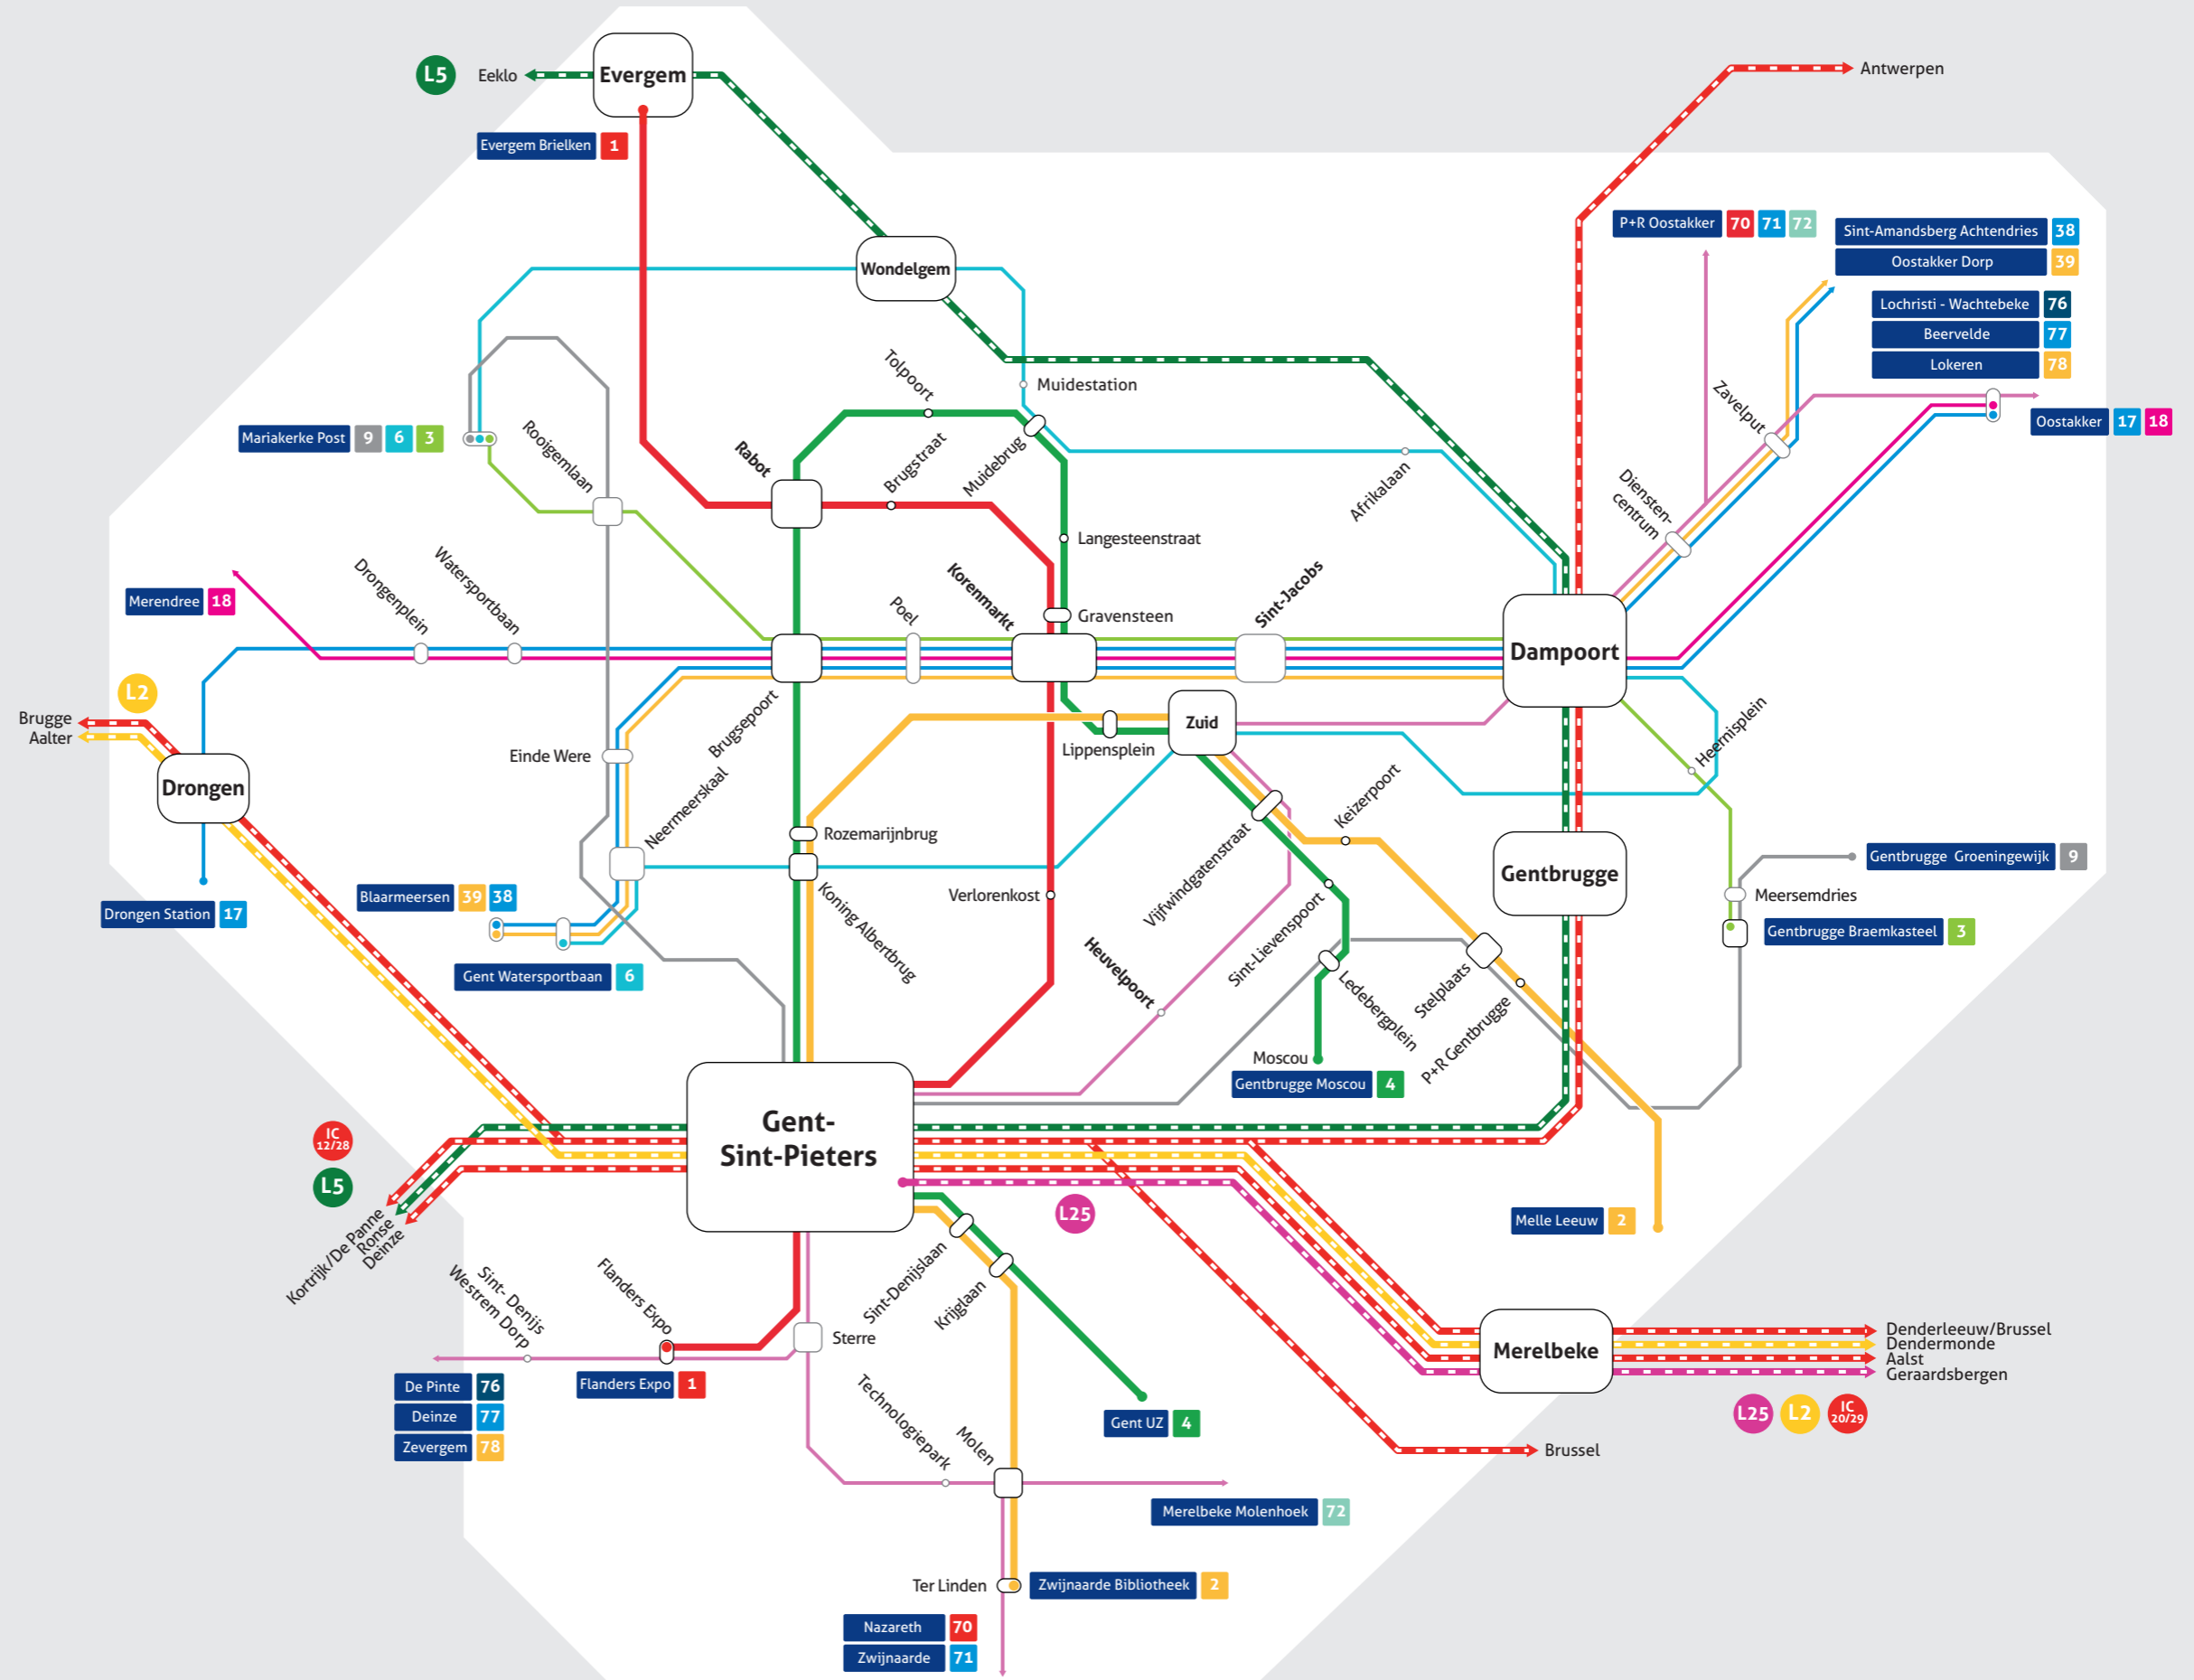 L5
Eeklo
Evergem
Antwerpen
Evergem Brielken 1
P+R Oostakker 70 71 72
Sint-Amandsberg Achtendries 38
Oostakker Dorp 39
Wondelgem
Lochristi - Wachtebeke 76
Beervelde 77
Lokeren 78
Tolpoort
Muidestation
Zavelput
Oostakker 17 18
Mariakerke Post 9 6 3
Rooigemlaan
Rabot
Brugstraat
Muidebrug
Afrikalaan
Diensten-
centrum
Langesteenstraat
Drongenplein
Watersportbaan
Merendree 18
Poel
Korenmarkt
Gravensteen
Sint-Jacobs
Dampoort
L2
Brugge
Aalter
Brugsepoort
Zuid
Lippensplein
Heernisplein
Einde Were
Drongen
Neermeerskaal
Rozemarijnbrug
Keizerpoort
Vijfwindgatenstraat
Gentbrugge
Gentbrugge Groeningewijk 9
Meersemdries
Gentbrugge Braemkasteel 3
Blaarmeersen 39 38
Drongen Station 17
Koning Albertbrug
Verlorenkost
Sint-Lievenspoort
Heuvelpoort
Ledebergplein
Stelplaats
P+R Gentbrugge
Gent Watersportbaan 6
Moscou
Gentbrugge Moscou 4
Gent-
Sint-Pieters
IC
12/28
L5
Kortrijk/De Panne
Ronse
Deinze
L25
Melle Leeuw 2
Sint-Denijslaan
Krijglaan
Flanders Expo
Sint- Denijs
Westrem Dorp
Sterre
Merelbeke
Denderleeuw/Brussel
Dendermonde
Aalst
Geraardsbergen
L25
L2
IC
20/29
De Pinte 76
Deinze 77
Zevergem 78
Flanders Expo 1
Gent UZ 4
Brussel
Technologiepark
Molen
Merelbeke Molenhoek 72
Ter Linden
Zwijnaarde Bibliotheek 2
Nazareth 70
Zwijnaarde 71